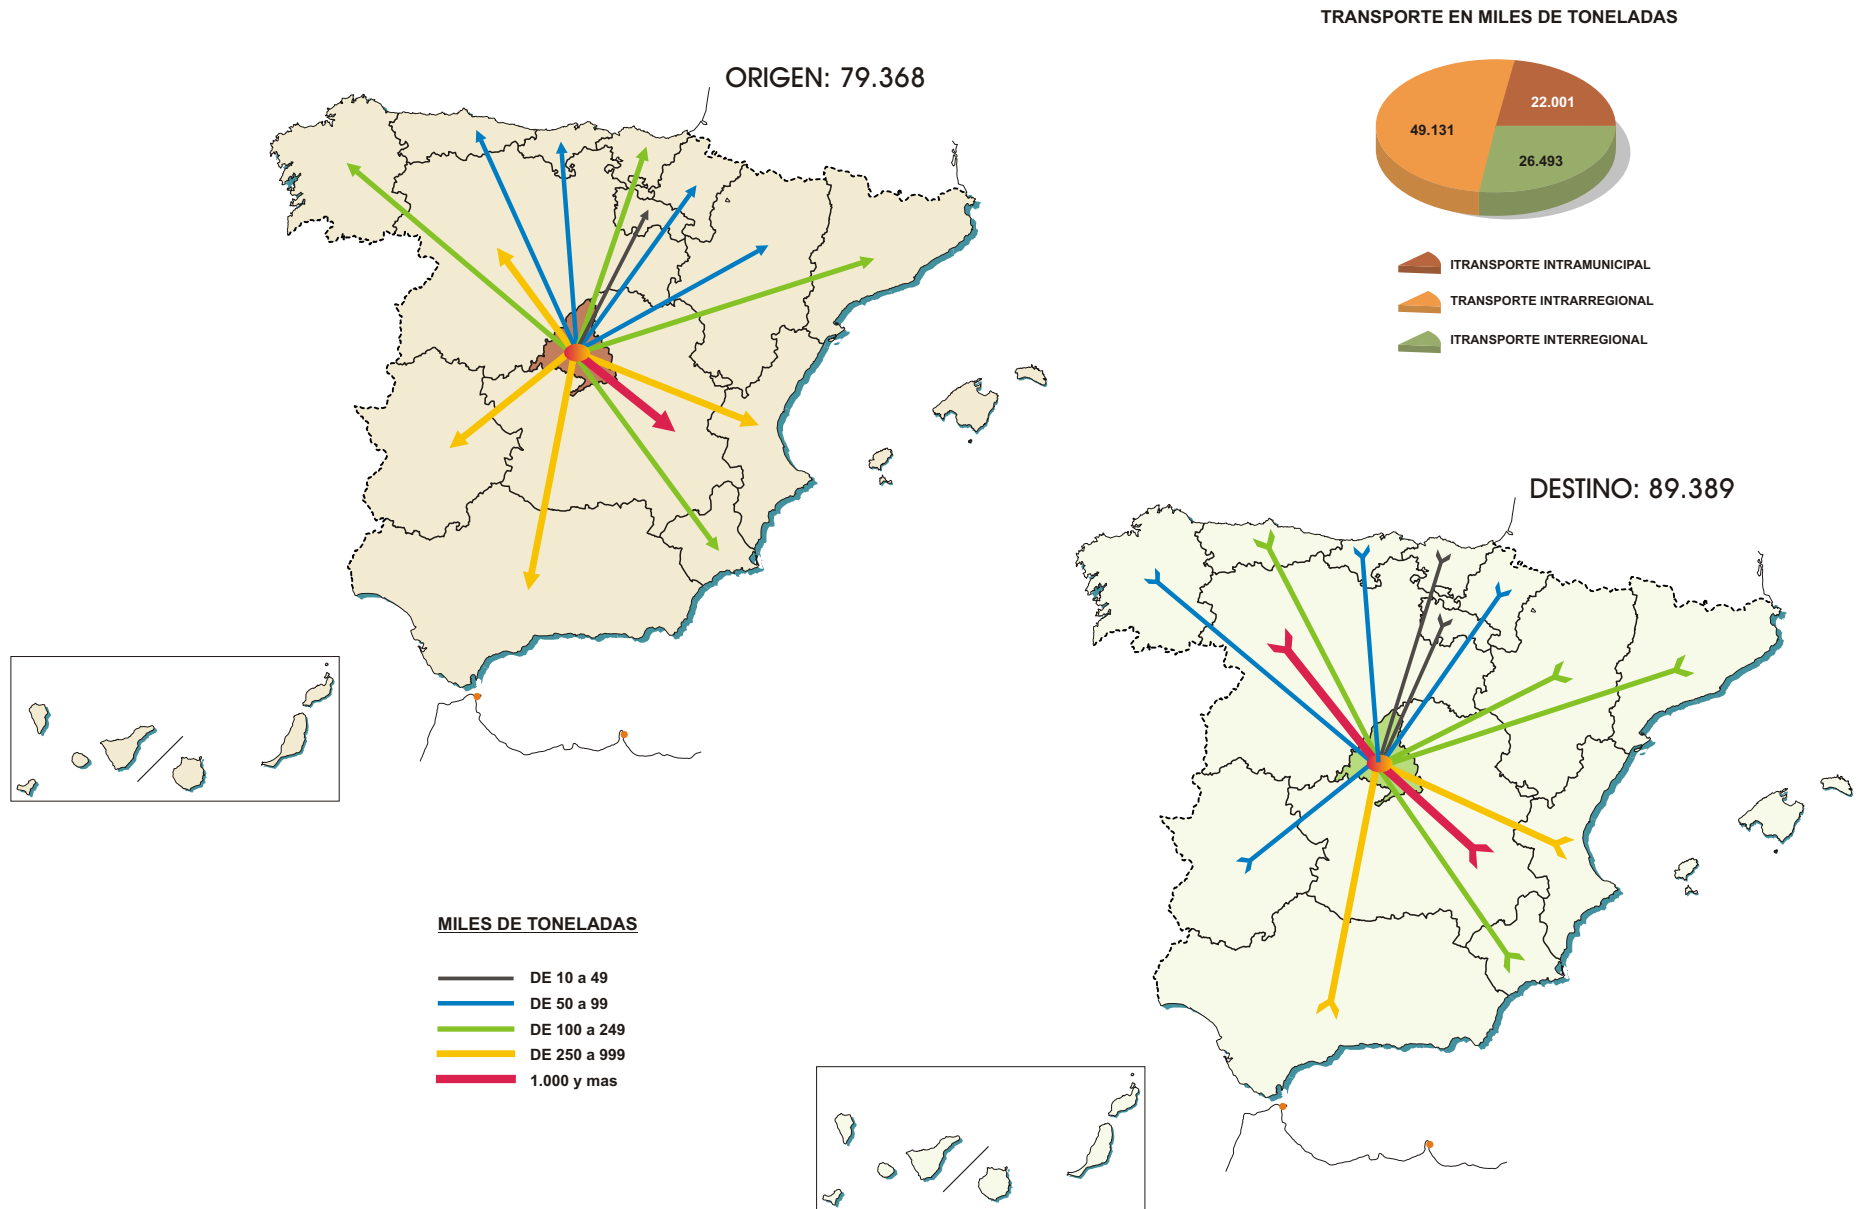 TRANSPORTE EN MILES DE TONELADAS
ORIGEN: 79.368
22.001
49.131
26.493
ITRANSPORTE INTRAMUNICIPAL
TRANSPORTE INTRARREGIONAL
ITRANSPORTE INTERREGIONAL
DESTINO: 89.389
MILES DE TONELADAS
DE 10 a 49
DE 50 a 99
DE 100 a 249
DE 250 a 999
1.000 y mas